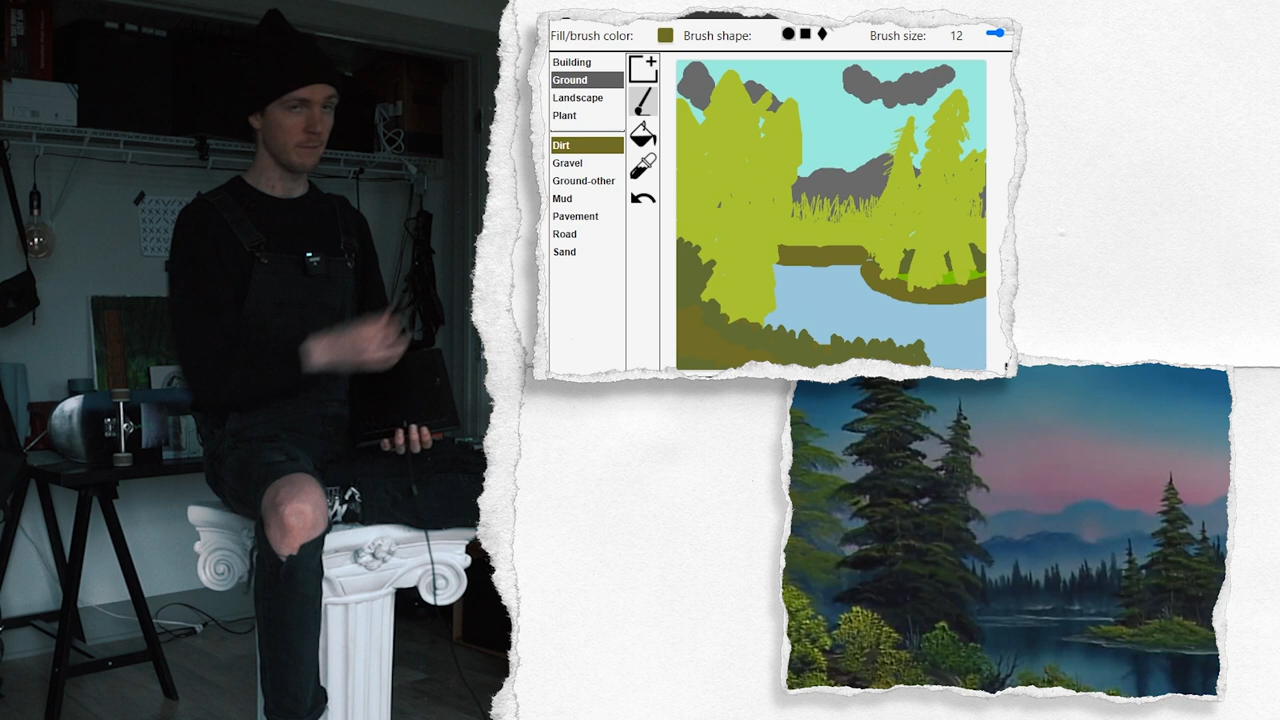 Fill/brush color: Brush shape: Brush size: 12
Building
Ground
Landscape
Plant
Dirt
Gravel
Ground-other
Mud
Pavement
Road
Sand